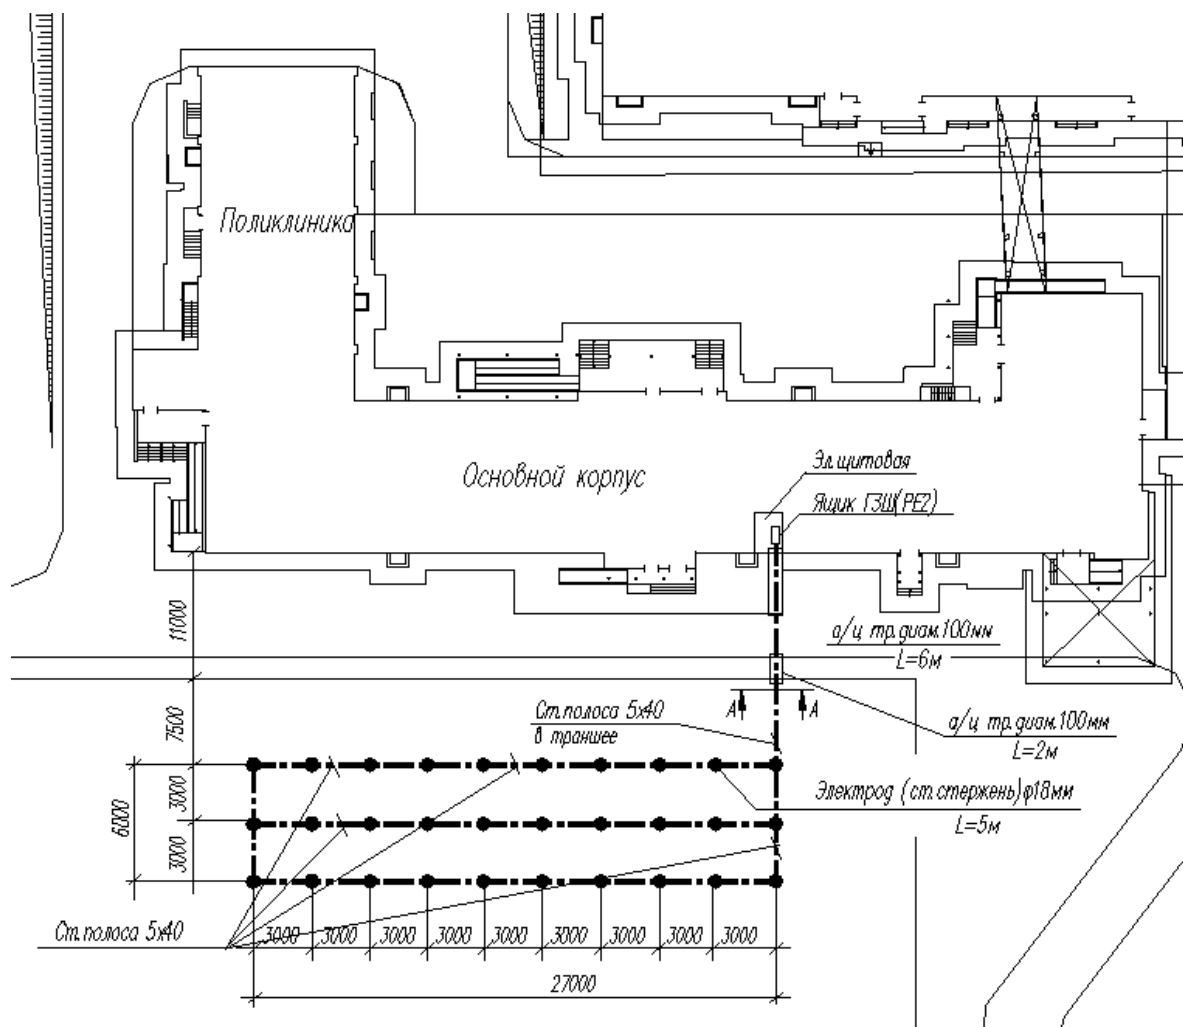 Поликлиника
Основной корпус
Эл.щитовая
Ящик ГЗШ(РЕ2)
11000
а/ц тр.диам.100мм
L=6м
7500
Ст.полоса 5х40
в траншее
А
А
а/ц тр.диам.100мм
L=2м
6000
3000
3000
Электрод (ст.стержень)φ18мм
L=5м
Ст.полоса 5х40
3000
3000
3000
3000
3000
3000
3000
3000
3000
27000